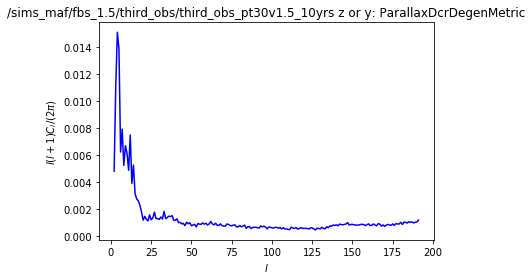 /sims_maf/fbs_1.5/third_obs/third_obs_pt30v1.5_10yrs z or y: ParallaxDcrDegenMetric
0.014
0.012
0.010
0.008
0.006
0.004
0.002
0.000
l(l + 1)C_l/(2π)
0 25 50 75 100 125 150 175 200
l